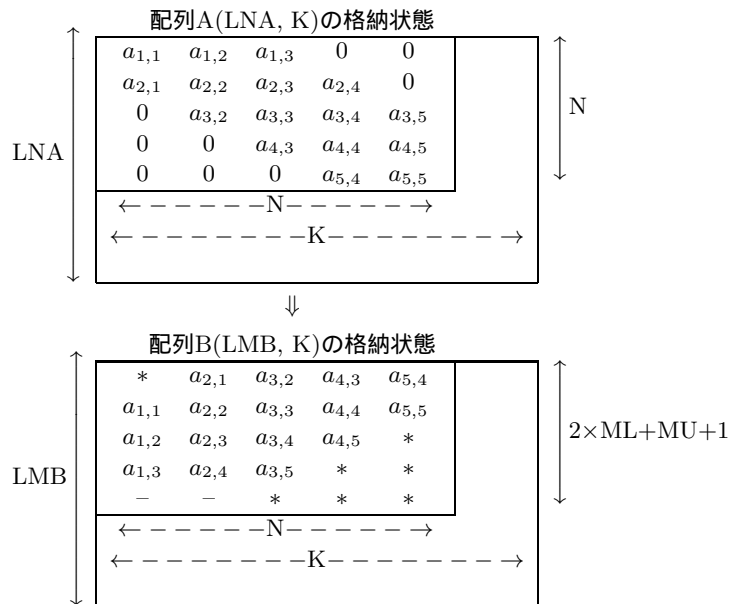 配列A(LNA, K)の格納状態
a1,1 a1,2 a1,3 0 0
a2,1 a2,2 a2,3 a2,4 0
0 a3,2 a3,3 a3,4 a3,5
0 0 a4,3 a4,4 a4,5
0 0 0 a5,4 a5,5
N
LNA
←−−−−−−N−−−−−→
←−−−−−−−−K−−−−−−−−→
⇓
配列B(LMB, K)の格納状態
* a2,1 a3,2 a4,3 a5,4
a1,1 a2,2 a3,3 a4,4 a5,5
a1,2 a2,3 a3,4 a4,5 *
a1,3 a2,4 a3,5 * *
– – * * *
2×ML+MU+1
LMB
←−−−−−−N−−−−−→
←−−−−−−−−K−−−−−−−−→